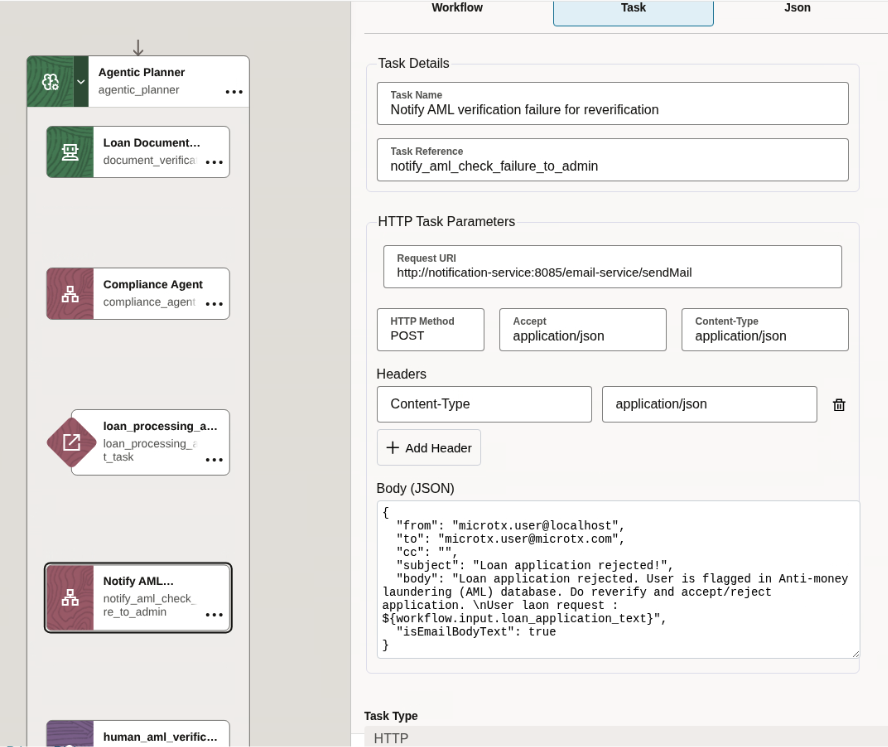 Workflow
Task
Json
Agentic Planner
agentic_planner
Loan Document...
document_verifica
Compliance Agent
compliance_agent
loan_processing_a...
loan_processing_a
t_task
Notify AML...
notify_aml_check_
re_to_admin
human_aml_verific...
Task Details
Task Name
Notify AML verification failure for reverification
Task Reference
notify_aml_check_failure_to_admin
HTTP Task Parameters
Request URI
http://notification-service:8085/email-service/sendMail
HTTP Method
POST
Accept
application/json
Content-Type
application/json
Headers
Content-Type
application/json
Add Header
Body (JSON)
{
"from": "microtx.user@localhost",
"to": "microtx.user@microtx.com",
"cc": "",
"subject": "Loan application rejected!",
"body": "Loan application rejected. User is flagged in Anti-money
laundering (AML) database. Do reverify and accept/reject
application. \nUser laon request :
${workflow.input.loan_application_text}",
"isEmailBodyText": true
}
Task Type
HTTP